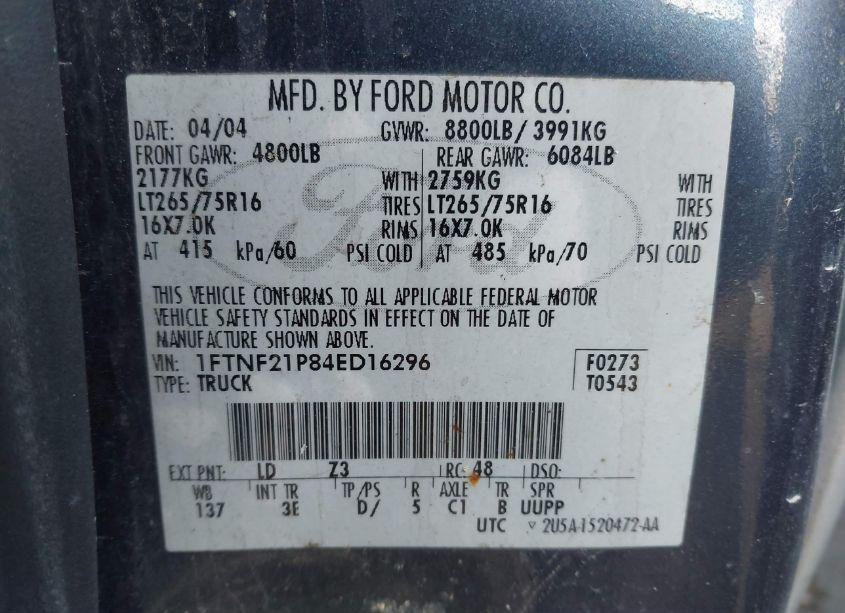 MFD. BY FORD MOTOR CO.
DATE: 04/04 GVWR: 8800LB/ 3991KG
FRONT GAWR: 4800LB REAR GAWR: 6084LB
2177KG WITH 2759KG WITH
LT265/75R16 TIRES LT265/75R16 TIRES
16X7.0K RIMS 16X7.0K RIMS
AT 415 kPa/60 PSI COLD AT 485 kPa/70 PSI COLD
Ford
THIS VEHICLE CONFORMS TO ALL APPLICABLE FEDERAL MOTOR
VEHICLE SAFETY STANDARDS IN EFFECT ON THE DATE OF
MANUFACTURE SHOWN ABOVE.
VIN: 1FTNF21P84ED16296 F0273
TYPE: TRUCK T0543
EXT PNT: LD Z3 RC: 48 DSO:
WB INT TR TP/PS R AXLE TR SPR
137 3E D/ 5 C1 B UUPP
UTC ▽ 2U5A-1520472-AA